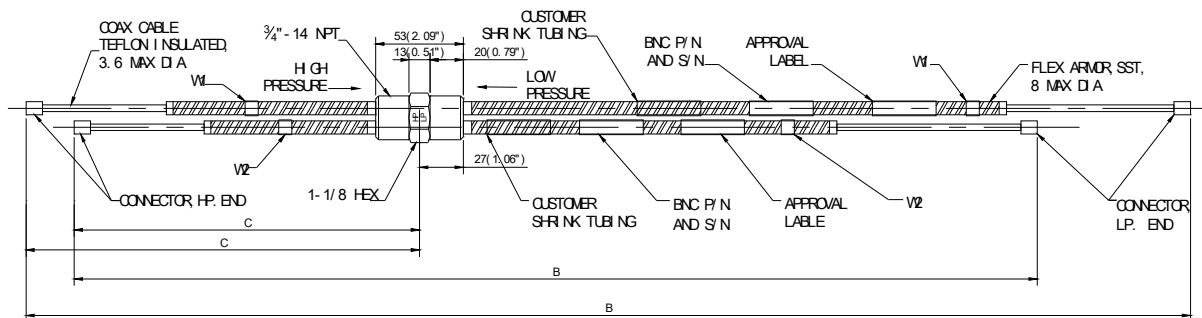 COAX CABLE
TEFLON INSULATED,
3.6 MAX DIA
W1
¾"- 14 NPT
HIGH
PRESSURE
53(2.09")
13(0.51")
20(0.79")
LOW
PRESSURE
CUSTOMER
SHRINK TUBING
BNC P/N
AND S/N
APPROVAL
LABEL
W1
FLEX ARMOR, SST,
8 MAX DIA
HP
LP
W2
CONNECTOR, HP. END
1-1/8 HEX
27(1.06")
CUSTOMER
SHRINK TUBING
BNC P/N
AND S/N
APPROVAL
LABLE
W2
CONNECTOR,
LP. END
C
C
B
B